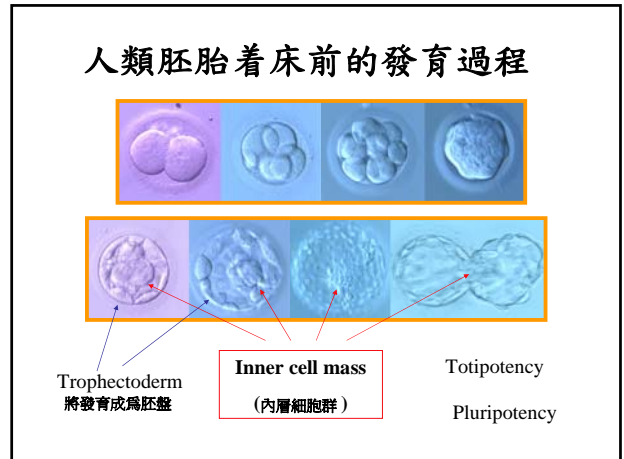 人類胚胎着床前的發育過程
Trophectoderm
將發育成爲胚盤
Inner cell mass
(內層細胞群 )
Totipotency
Pluripotency